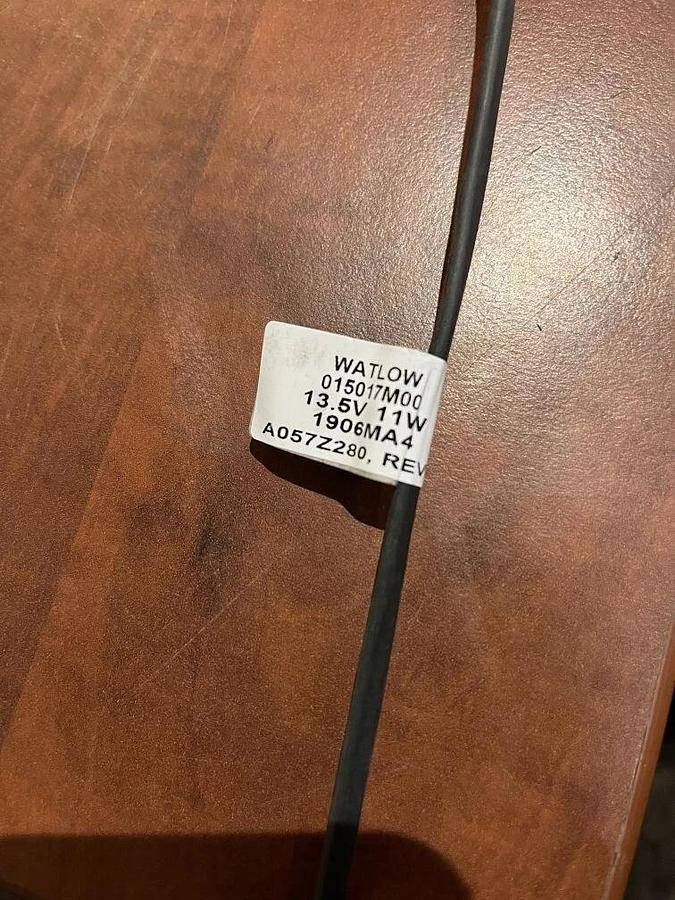 WATLOW
015017M00
13.5V 11W
1906MA4
A057Z280, REV